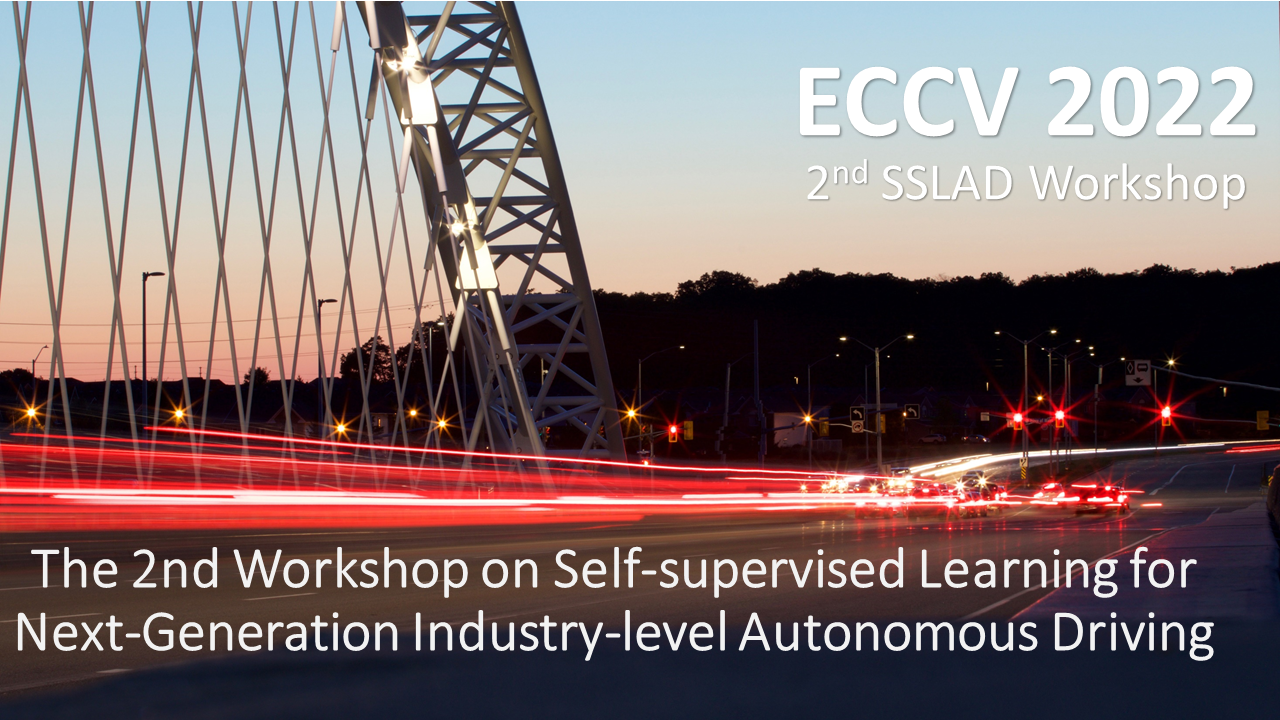 ECCV 2022
2nd SSLAD Workshop
The 2nd Workshop on Self-supervised Learning for
Next-Generation Industry-level Autonomous Driving